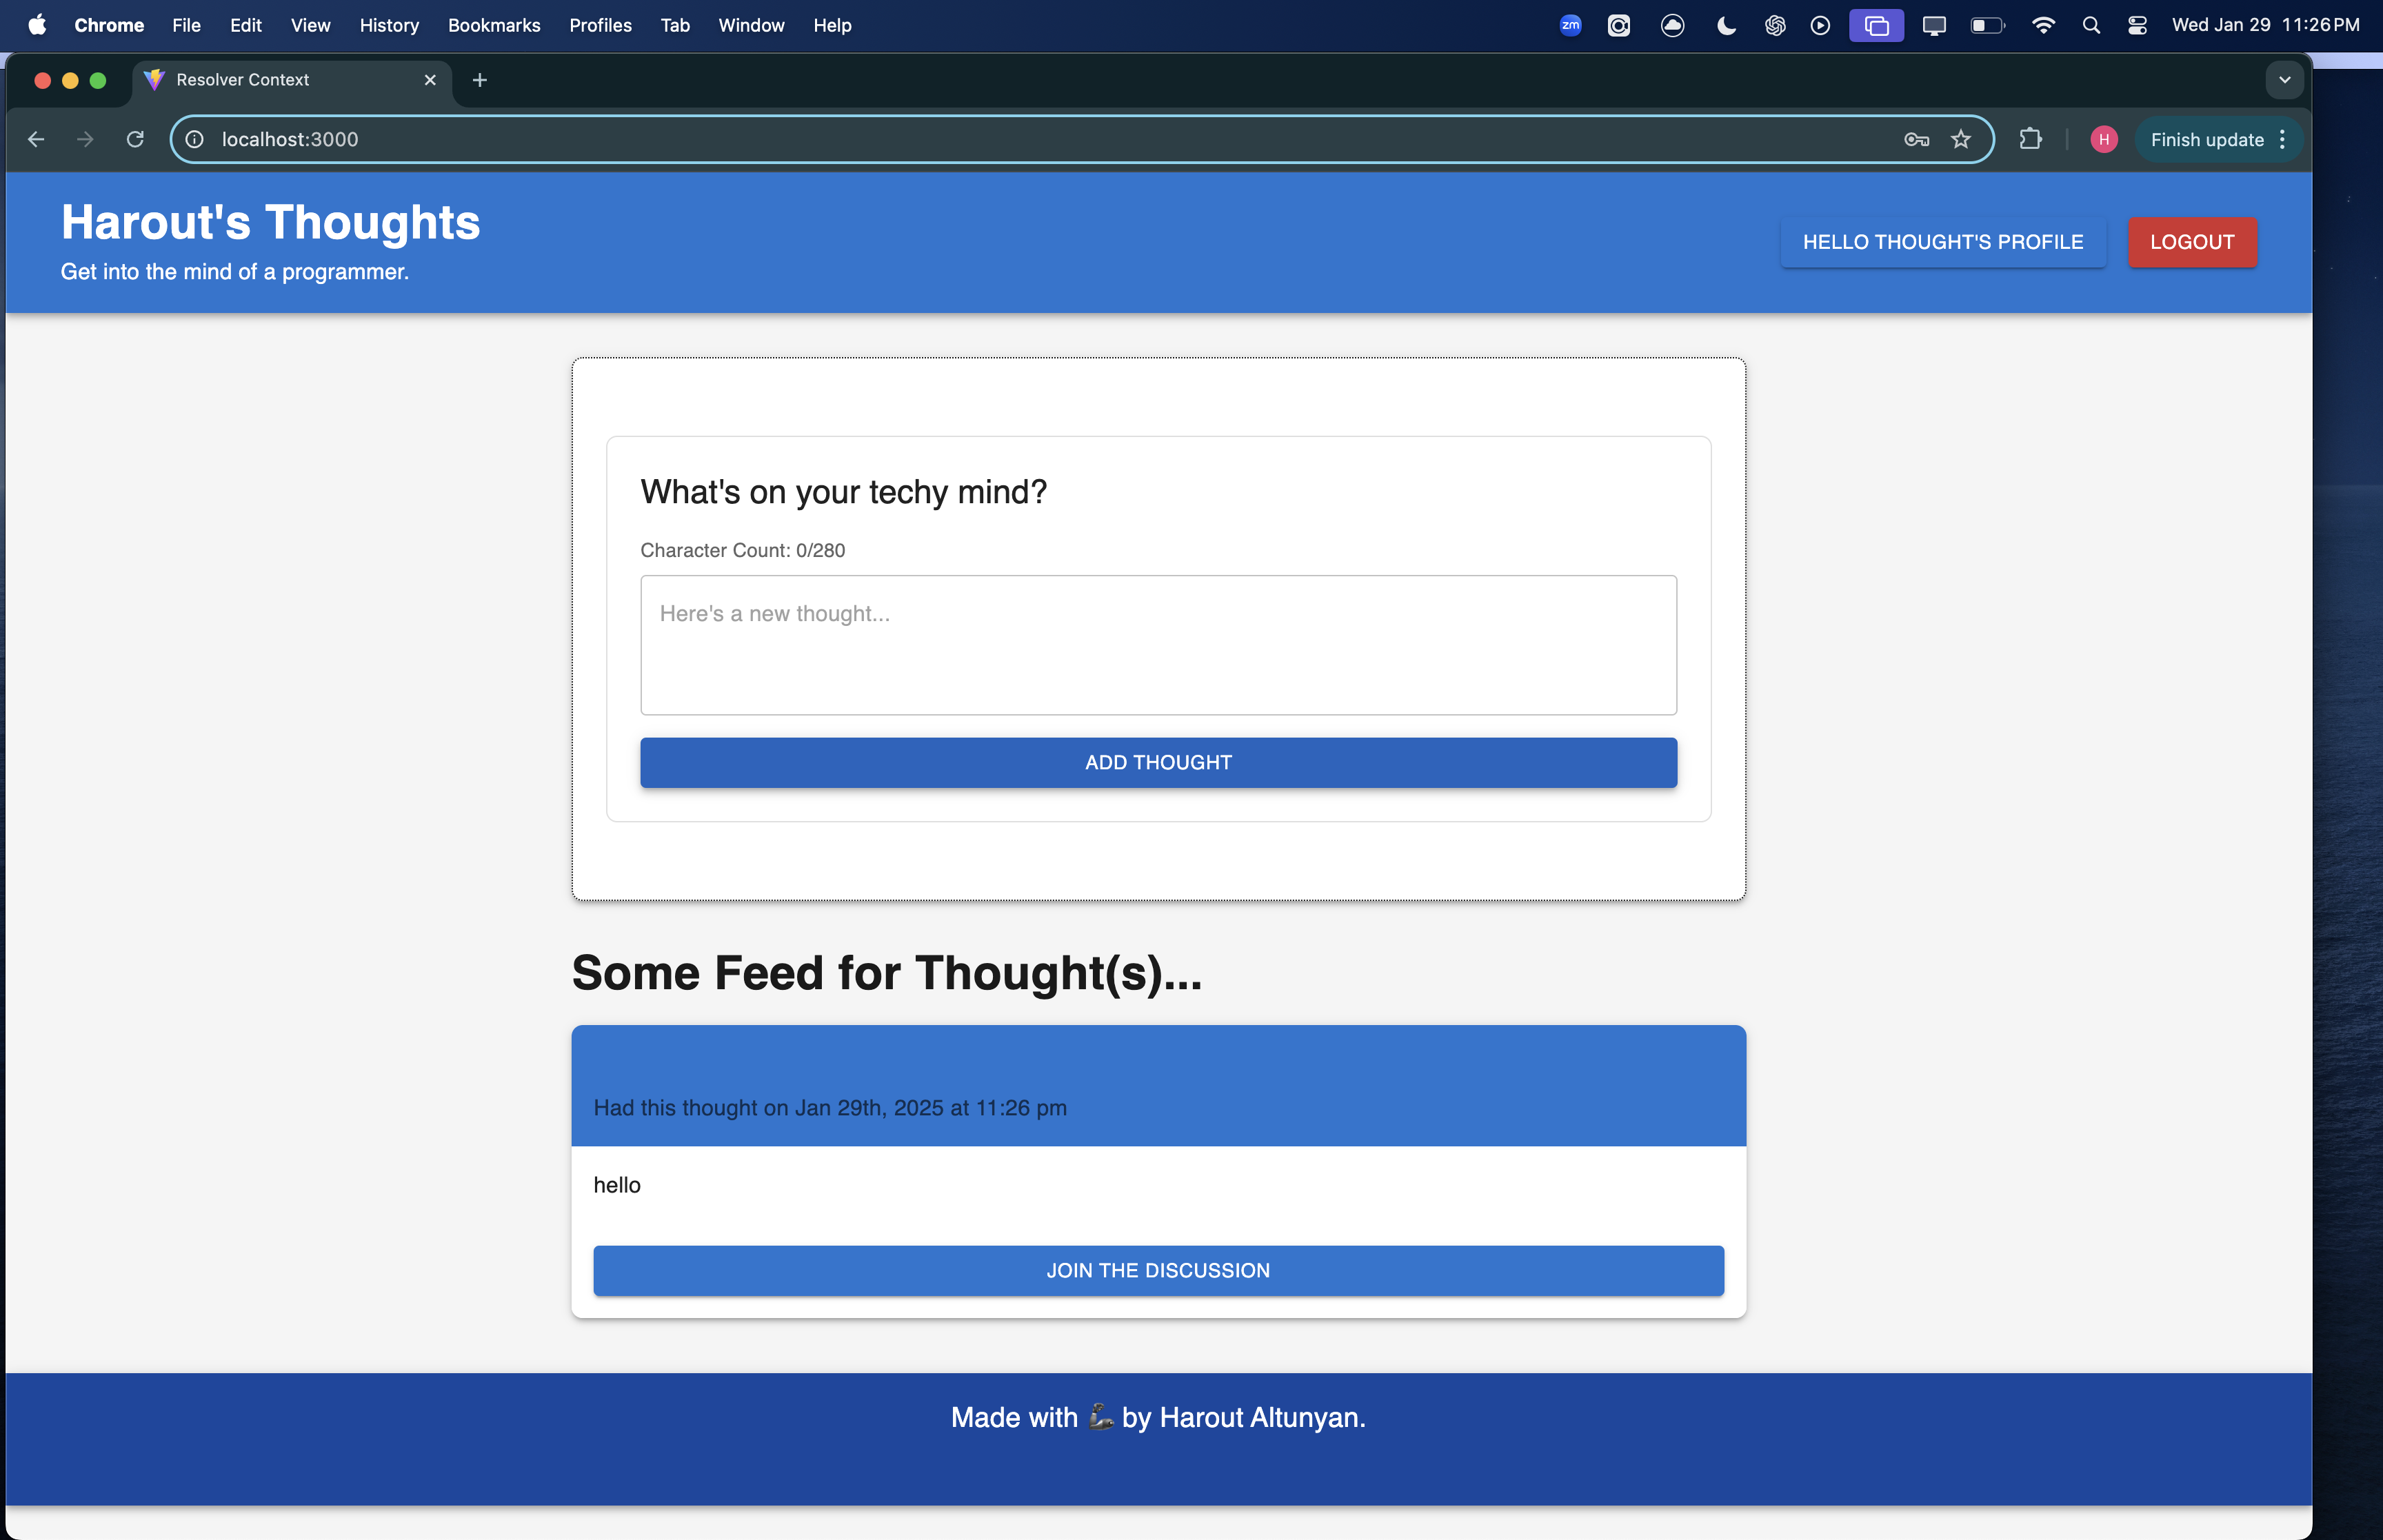 Chrome File Edit View History Bookmarks Profiles Tab Window Help zm Wed Jan 29 11:26 PM
Resolver Context
localhost:3000 H Finish update
Harout's Thoughts
Get into the mind of a programmer.
HELLO THOUGHT'S PROFILE LOGOUT
What's on your techy mind?
Character Count: 0/280
Here's a new thought...
ADD THOUGHT
Some Feed for Thought(s)...
Had this thought on Jan 29th, 2025 at 11:26 pm
hello
JOIN THE DISCUSSION
Made with 🦾 by Harout Altunyan.